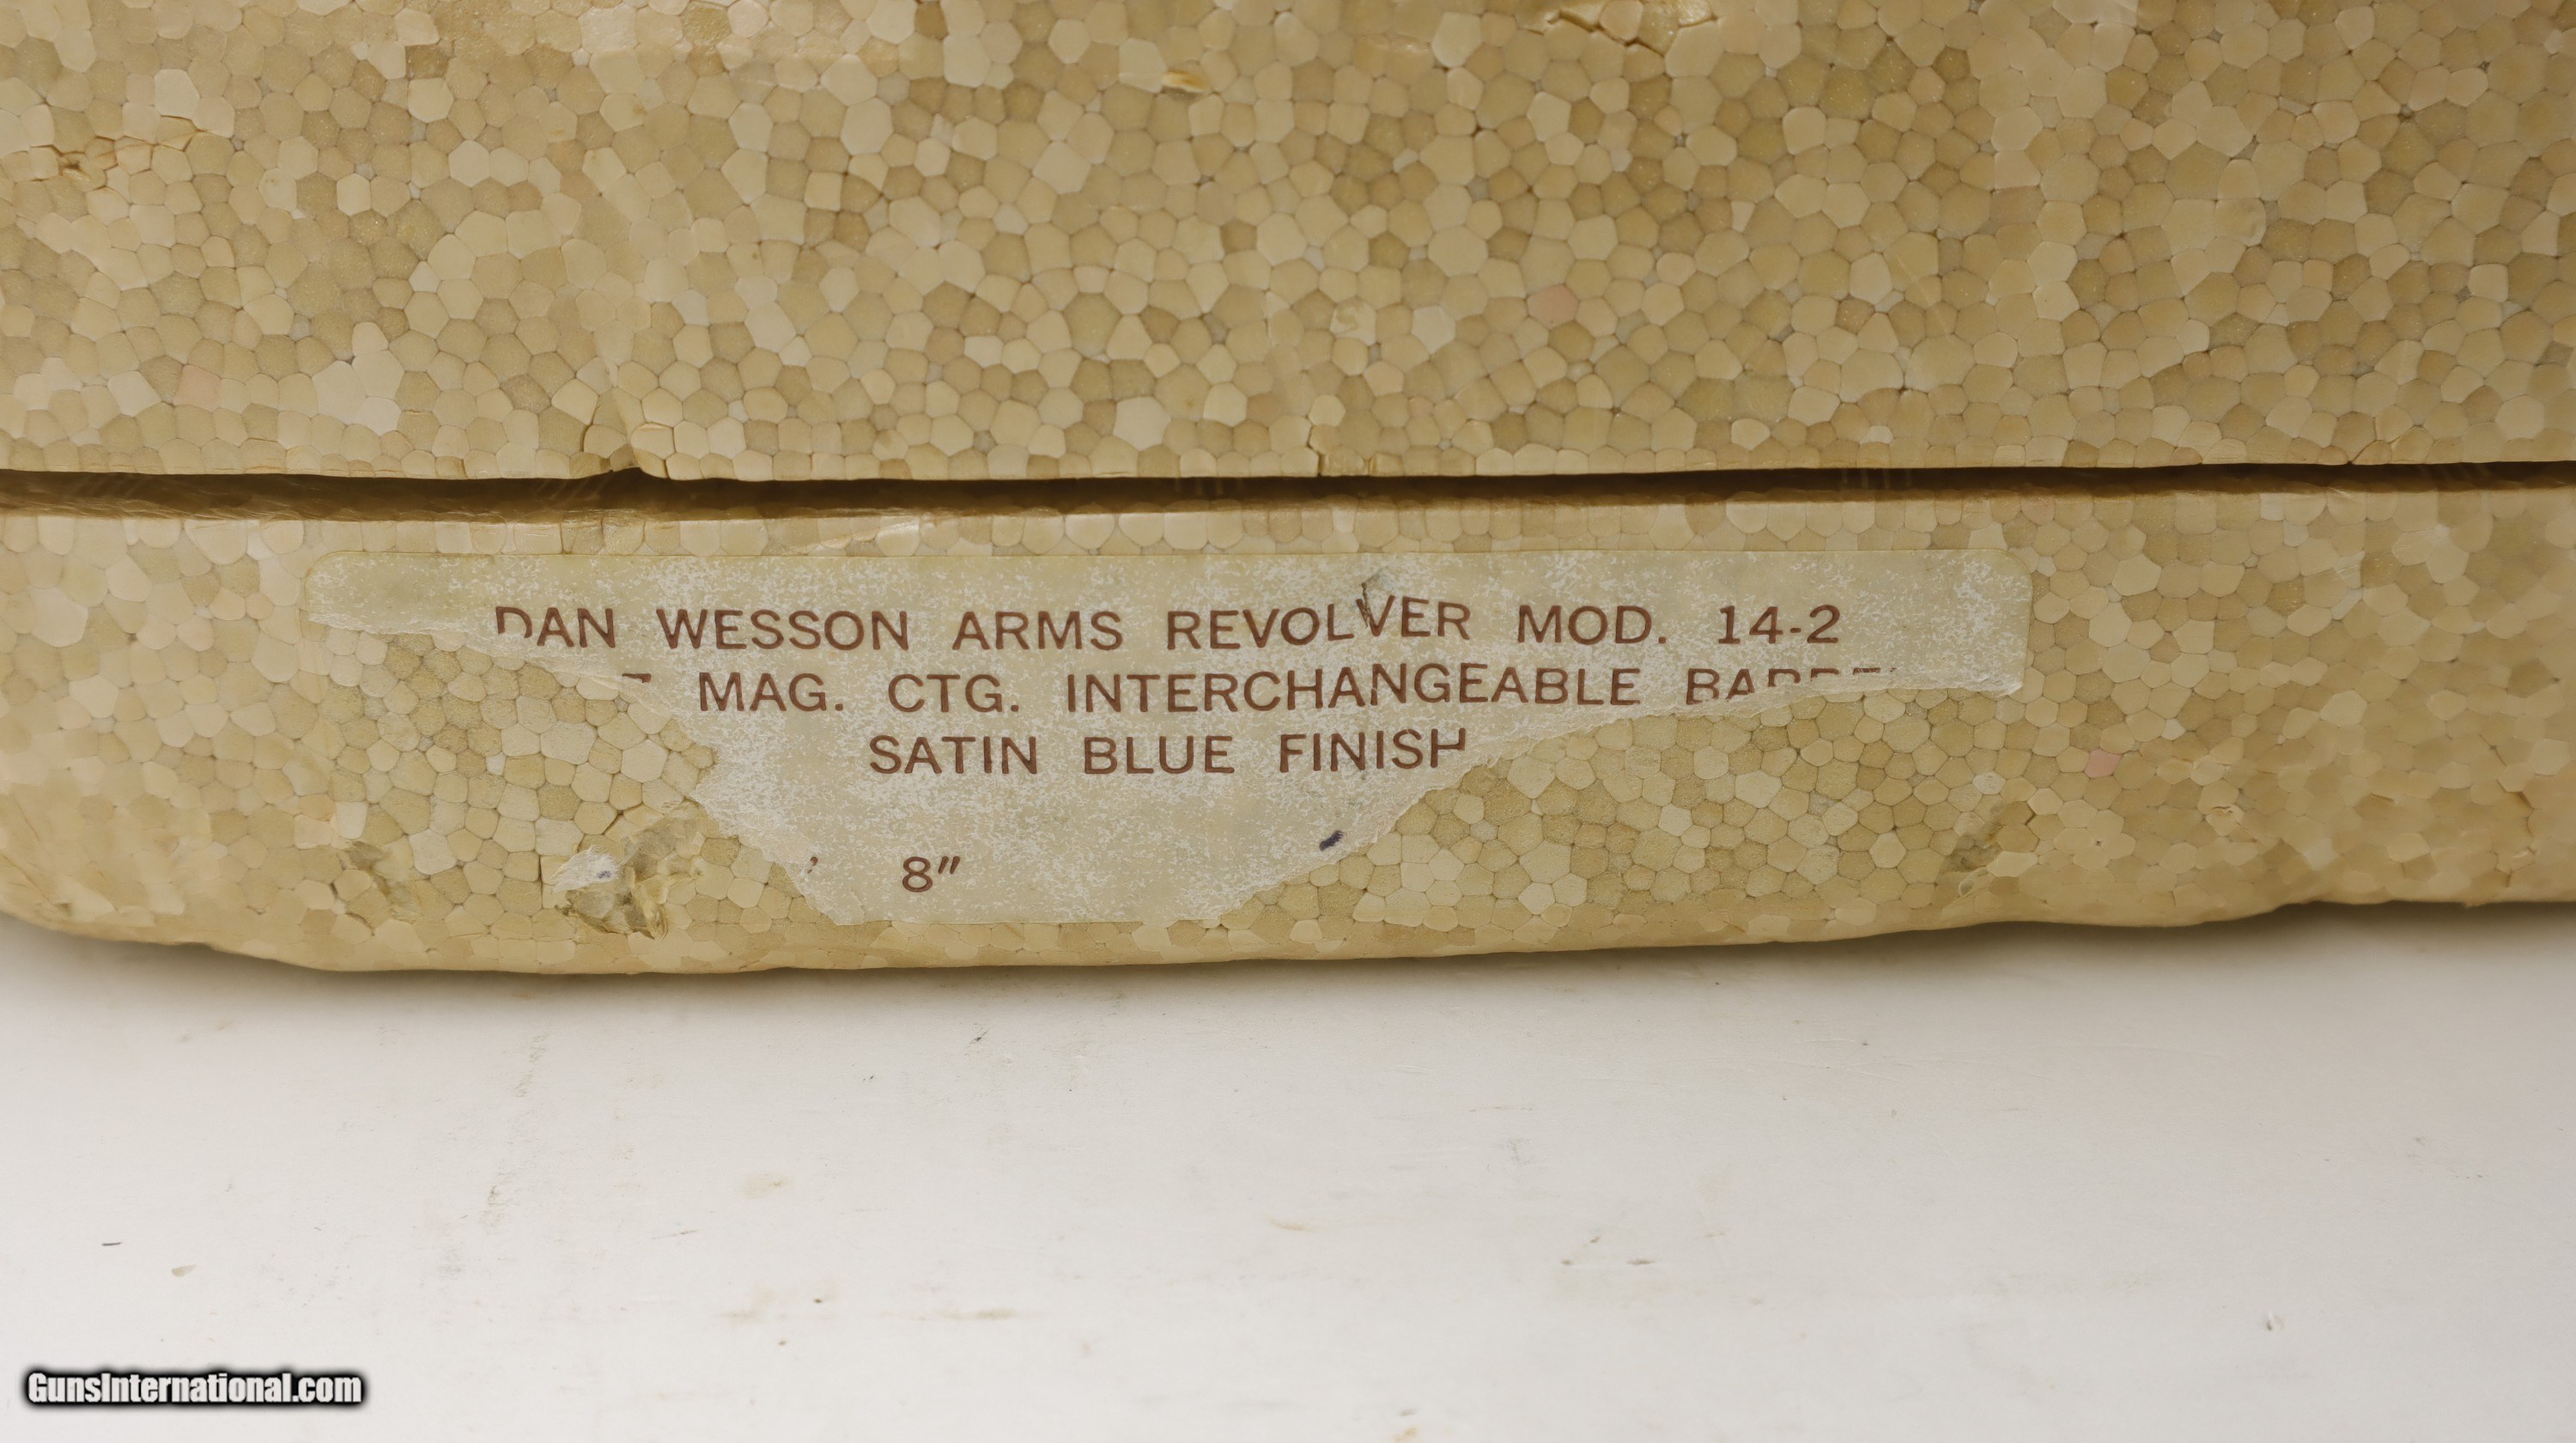 DAN WESSON ARMS REVOLVER MOD. 14-2
MAG. CTG. INTERCHANGEABLE
SATIN BLUE FINISH
8"
GunsInternational.com